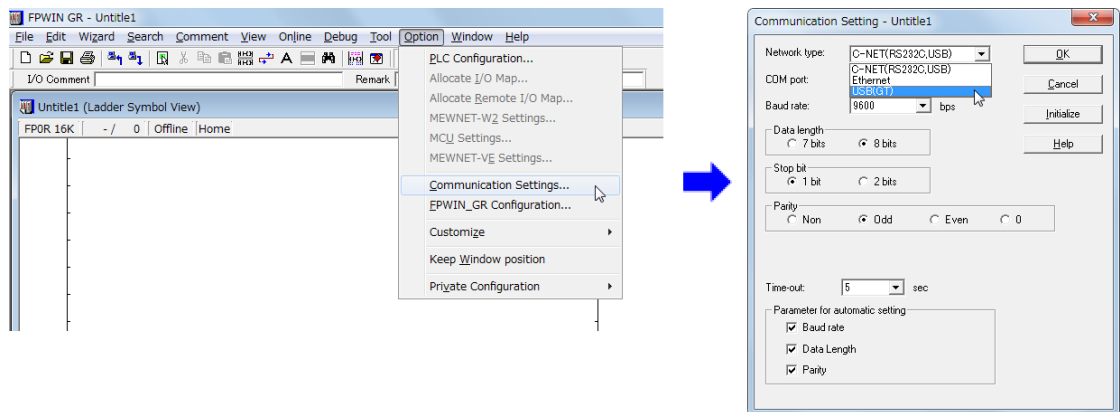 FPWIN GR - Untitle1
File Edit Wizard Search Comment View Online Debug Tool Option Window Help
I/O Comment Remark
Untitle1 (Ladder Symbol View)
FP0R 16K - / 0 Offline Home
PLC Configuration...
Allocate I/O Map...
Allocate Remote I/O Map...
MEWNET-W2 Settings...
MCU Settings...
MEWNET-VE Settings...
Communication Settings...
FPWIN_GR Configuration...
Customize
Keep Window position
Private Configuration
Communication Setting - Untitle1
Network type: C-NET(RS232C,USB) OK
C-NET(RS232C,USB)
COM port: Ethernet Cancel
USB(GT)
Baud rate: 9600 bps Initialize
Data length
7 bits 8 bits Help
Stop bit
1 bit 2 bits
Parity
Non Odd Even 0
Time-out: 5 sec
Parameter for automatic setting
Baud rate
Data Length
Parity